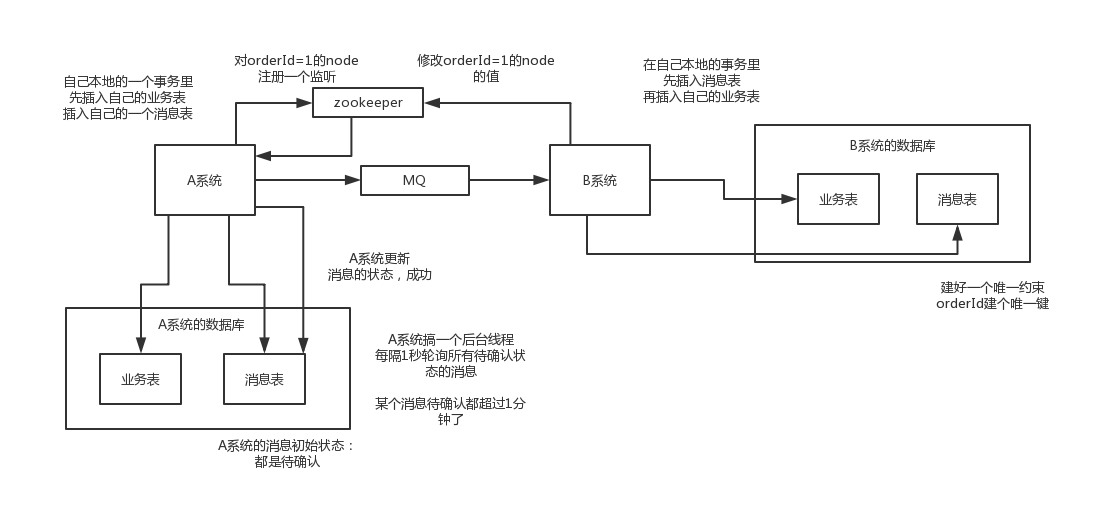 对orderId=1的node
注册一个监听
修改orderId=1的node
的值
自己本地的一个事务里
先插入自己的业务表
插入自己的一个消息表
在自己本地的事务里
先插入消息表
再插入自己的业务表
zookeeper
A系统
MQ
B系统
B系统的数据库
业务表
消息表
A系统更新
消息的状态，成功
建好一个唯一约束
orderId建个唯一键
A系统的数据库
业务表
消息表
A系统搞一个后台线程
每隔1秒轮询所有待确认状
态的消息
某个消息待确认都超过1分
钟了
A系统的消息初始状态：
都是待确认